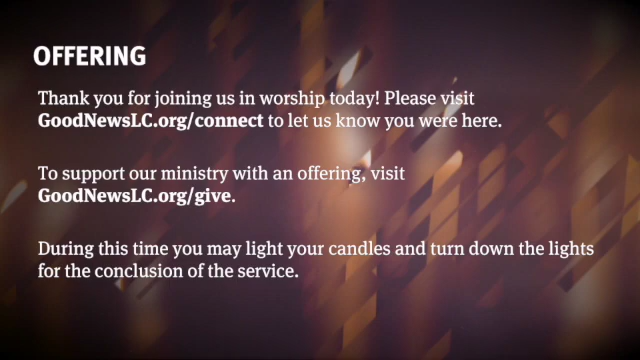 OFFERING
Thank you for joining us in worship today! Please visit
GoodNewsLC.org/connect to let us know you were here.
To support our ministry with an offering, visit
GoodNewsLC.org/give.
During this time you may light your candles and turn down the lights
for the conclusion of the service.